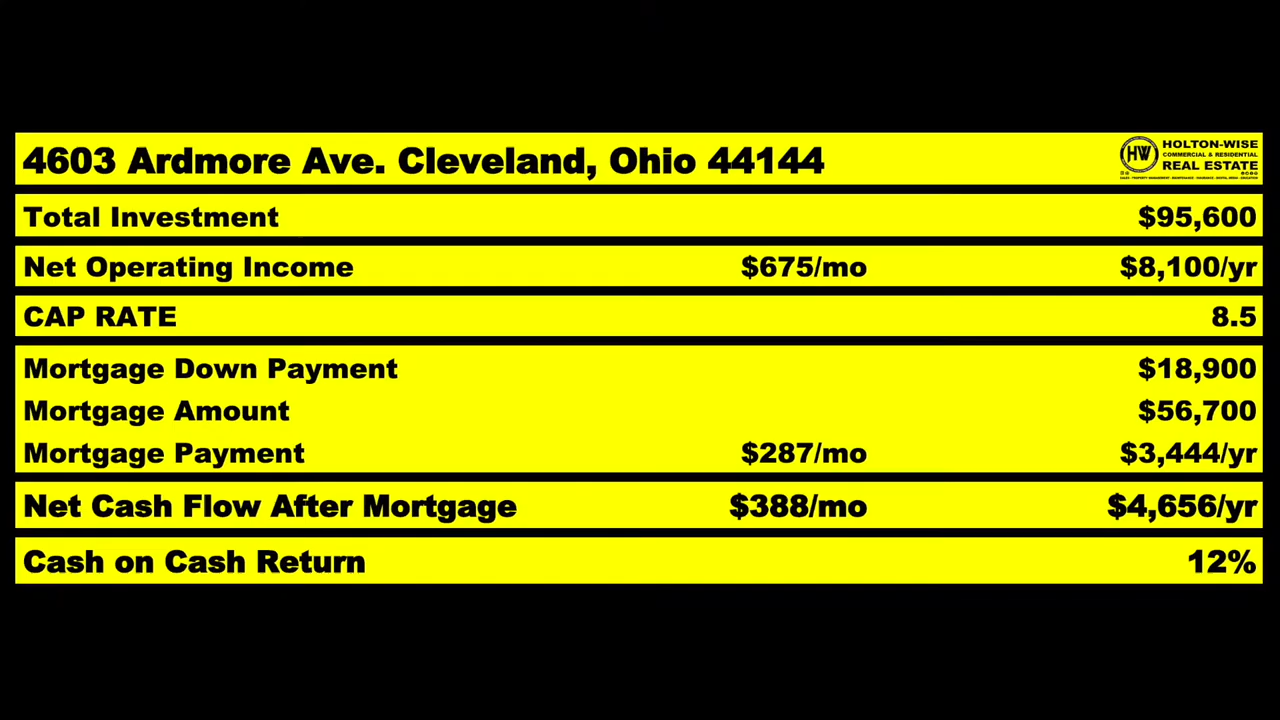 4603 Ardmore Ave. Cleveland, Ohio 44144
HW
HOLTON-WISE
COMMERCIAL & RESIDENTIAL
REAL ESTATE
Total Investment $95,600
Net Operating Income $675/mo $8,100/yr
CAP RATE 8.5
Mortgage Down Payment $18,900
Mortgage Amount $56,700
Mortgage Payment $287/mo $3,444/yr
Net Cash Flow After Mortgage $388/mo $4,656/yr
Cash on Cash Return 12%